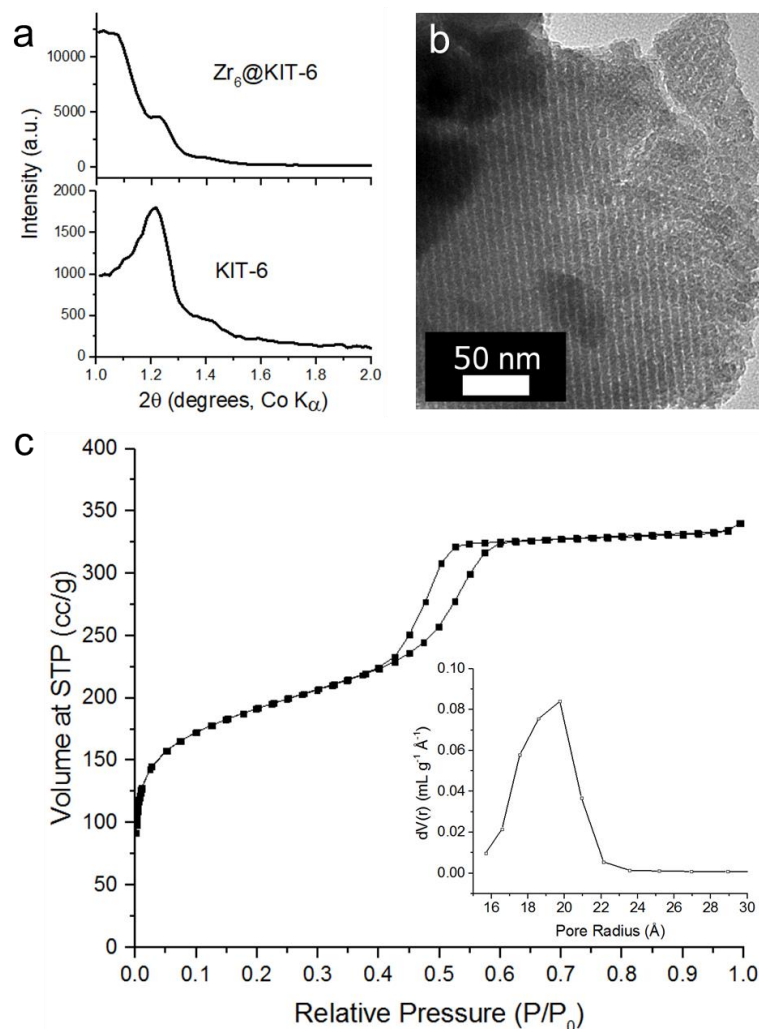 a
10000
Zr₆@KIT-6
5000
0
2000
1500
1000
KIT-6
500
0
Intensity (a.u.)
1.0 1.2 1.4 1.6 1.8 2.0
2θ (degrees, Co Kα)
b
50 nm
c
400
350
300
250
200
150
100
50
0
Volume at STP (cc/g)
0.0 0.1 0.2 0.3 0.4 0.5 0.6 0.7 0.8 0.9 1.0
Relative Pressure (P/P₀)
0.10
0.08
0.06
0.04
0.02
0.00
dV(r) (mL g⁻¹ Å⁻¹)
16 18 20 22 24 26 28 30
Pore Radius (Å)